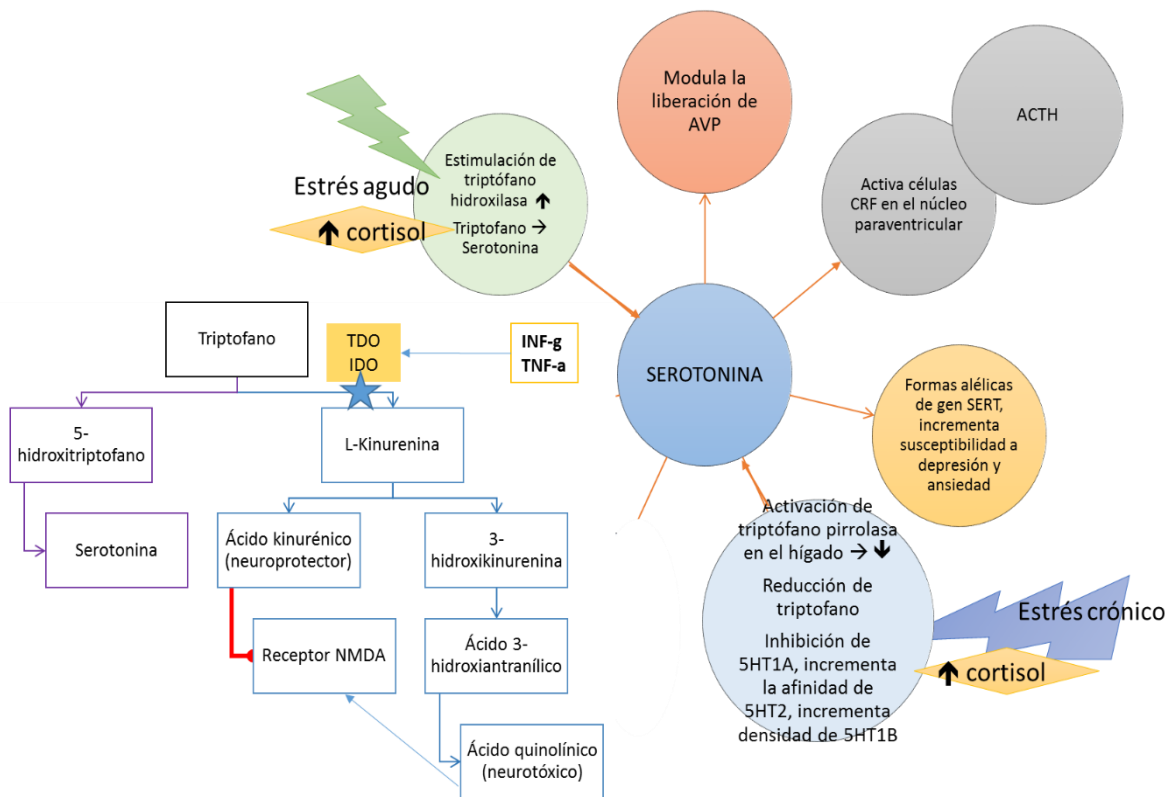 Modula la
liberación de
AVP
ACTH
Estimulación de
triptófano
hidroxilasa ↑
Triptofano →
Serotonina
Estrés agudo
↑ cortisol
Activa células
CRF en el núcleo
paraventricular
SEROTONINA
Triptofano
TDO
IDO
INF-g
TNF-a
5-
hidroxitriptofano
L-Kinurenina
Serotonina
Ácido kinurénico
(neuroprotector)
3-
hidroxikinurenina
Receptor NMDA
Ácido 3-
hidroxiantranílico
Ácido quinolínico
(neurotóxico)
Formas alélicas
de gen SERT,
incrementa
susceptibilidad a
depresión y
ansiedad
Activación de
triptófano pirrolasa
en el hígado → ↓
Reducción de
triptofano
Inhibición de
5HT1A, incrementa
la afinidad de
5HT2, incrementa
densidad de 5HT1B
Estrés crónico
↑ cortisol